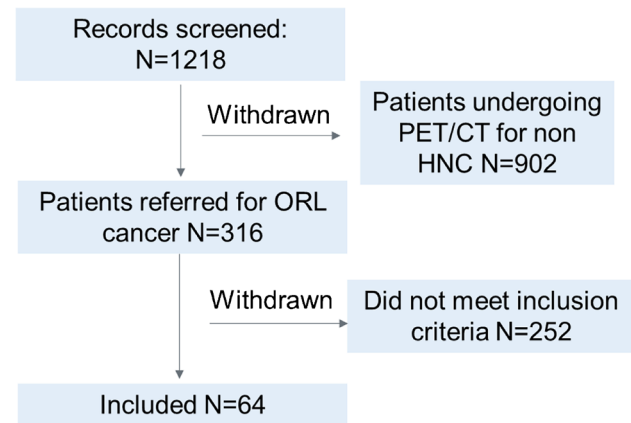 Records screened:
N=1218
Withdrawn
Patients undergoing
PET/CT for non
HNC N=902
Patients referred for ORL
cancer N=316
Withdrawn
Did not meet inclusion
criteria N=252
Included N=64